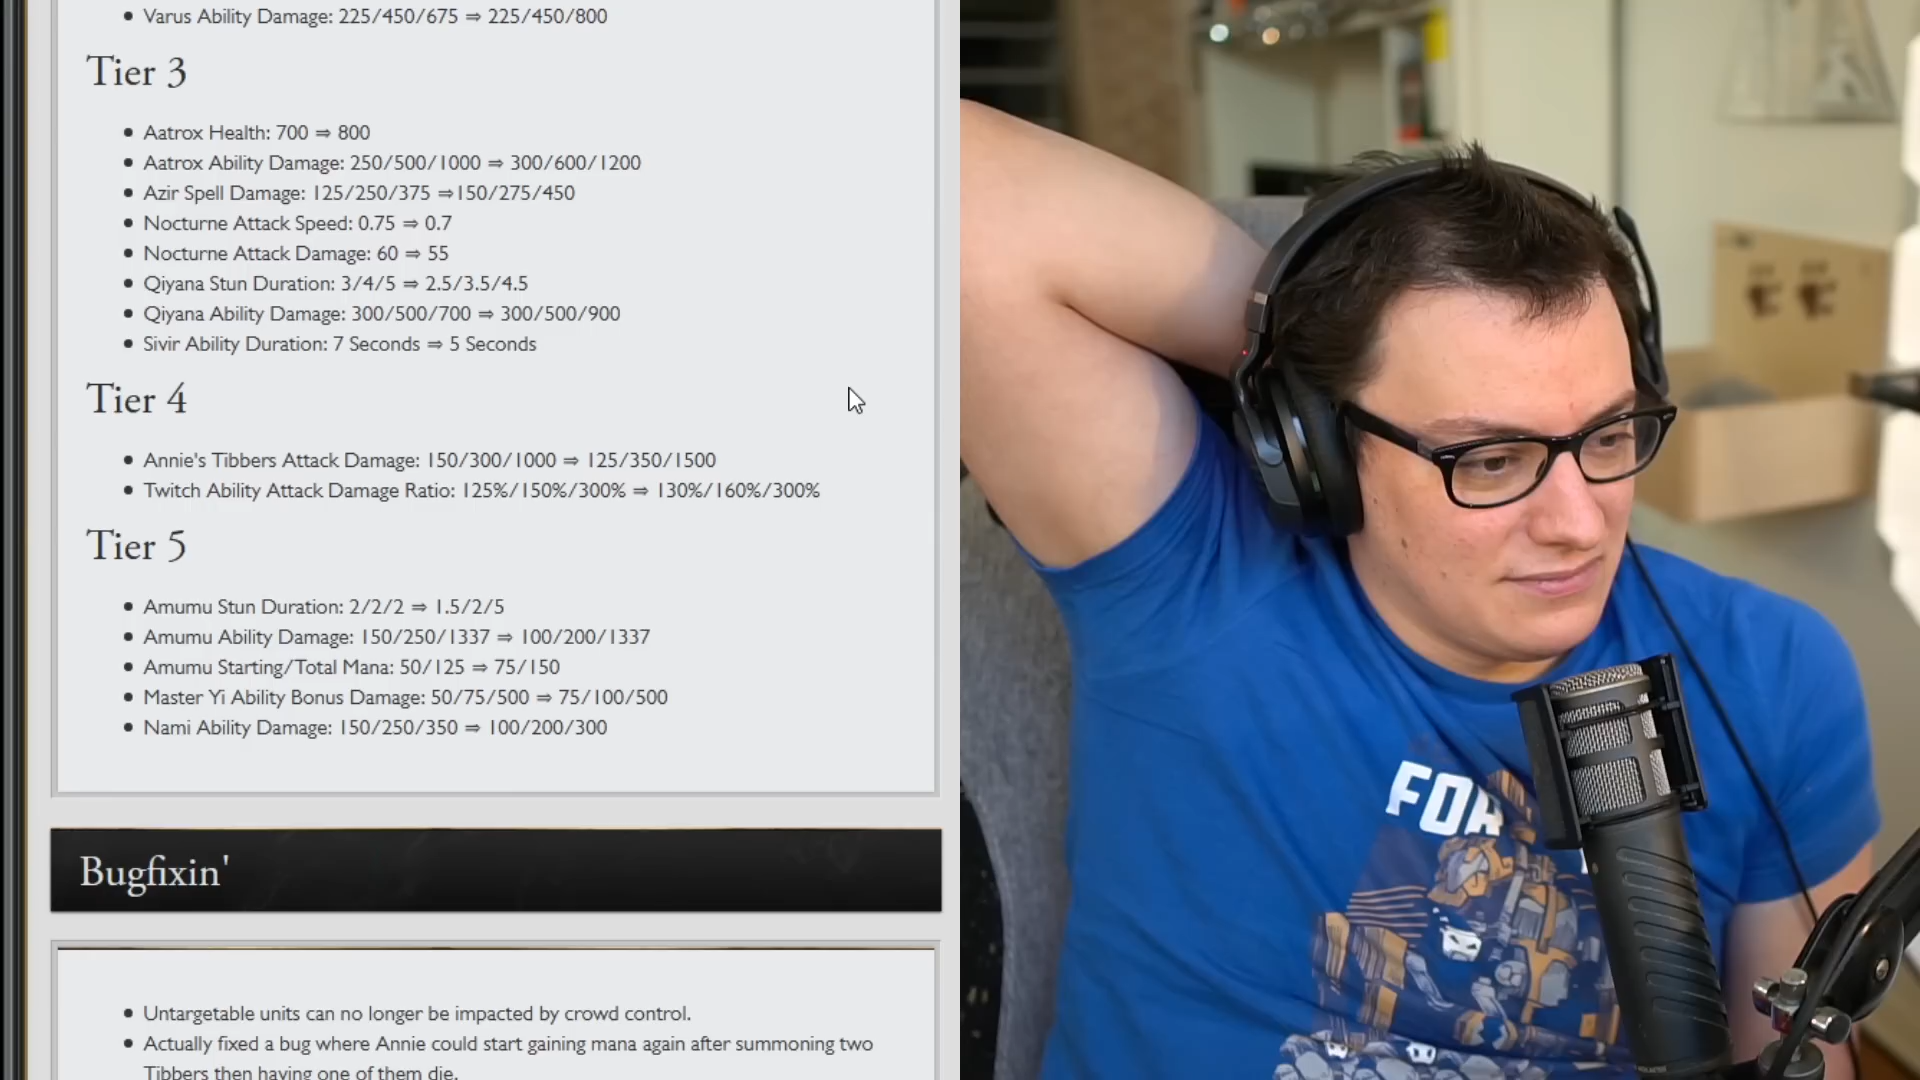 Varus Ability Damage: 225/450/675 ⇒ 225/450/800
Tier 3
Aatrox Health: 700 ⇒ 800
Aatrox Ability Damage: 250/500/1000 ⇒ 300/600/1200
Azir Spell Damage: 125/250/375 ⇒150/275/450
Nocturne Attack Speed: 0.75 ⇒ 0.7
Nocturne Attack Damage: 60 ⇒ 55
Qiyana Stun Duration: 3/4/5 ⇒ 2.5/3.5/4.5
Qiyana Ability Damage: 300/500/700 ⇒ 300/500/900
Sivir Ability Duration: 7 Seconds ⇒ 5 Seconds
Tier 4
Annie's Tibbers Attack Damage: 150/300/1000 ⇒ 125/350/1500
Twitch Ability Attack Damage Ratio: 125%/150%/300% ⇒ 130%/160%/300%
Tier 5
Amumu Stun Duration: 2/2/2 ⇒ 1.5/2/5
Amumu Ability Damage: 150/250/1337 ⇒ 100/200/1337
Amumu Starting/Total Mana: 50/125 ⇒ 75/150
Master Yi Ability Bonus Damage: 50/75/500 ⇒ 75/100/500
Nami Ability Damage: 150/250/350 ⇒ 100/200/300
Bugfixin'
Untargetable units can no longer be impacted by crowd control.
Actually fixed a bug where Annie could start gaining mana again after summoning two
Tibbers then having one of them die.
FOR